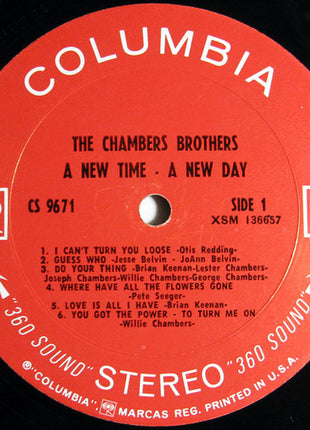 COLUMBIA
THE CHAMBERS BROTHERS
A NEW TIME - A NEW DAY
CS 9671
SIDE 1
XSM 136657
1. I CAN'T TURN YOU LOOSE -Otis Redding-
2. GUESS WHO -Jesse Belvin - JoAnn Belvin-
3. DO YOUR THING -Brian Keenan-Lester Chambers-
Joseph Chambers-Willie Chambers-George Chambers-
4. WHERE HAVE ALL THE FLOWERS GONE
-Pete Seeger-
5. LOVE IS ALL I HAVE -Brian Keenan-
6. YOU GOT THE POWER - TO TURN ME ON
-Willie Chambers-
"360 SOUND" STEREO "360 SOUND"
® "COLUMBIA", MARCAS REG. PRINTED IN U.S.A.